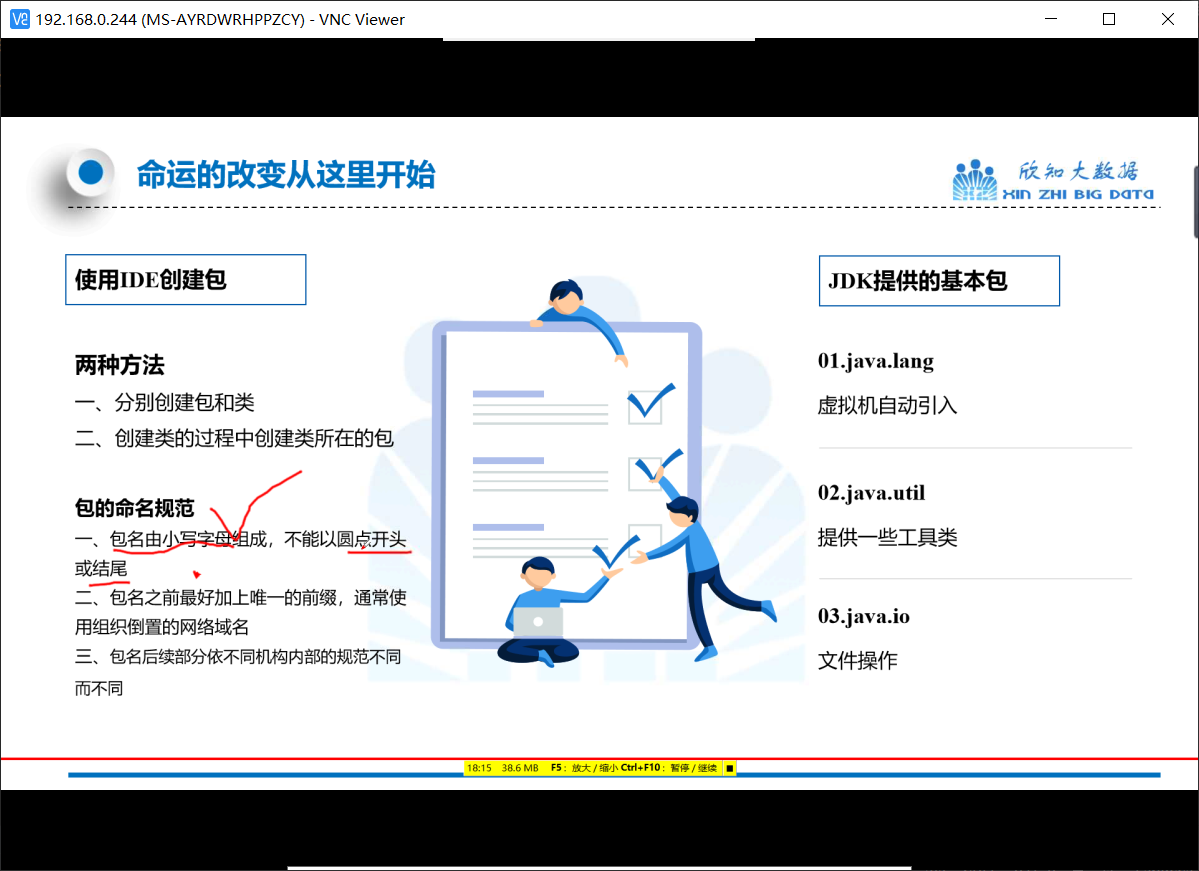 192.168.0.244 (MS-AYRDWRHPPZCY) - VNC Viewer
命运的改变从这里开始
欣知大数据
XIN ZHI BIG DATA
使用IDE创建包
两种方法
一、分别创建包和类
二、创建类的过程中创建类所在的包
包的命名规范
一、包名由小写字母组成，不能以圆点开头
或结尾
二、包名之前最好加上唯一的前缀，通常使
用组织倒置的网络域名
三、包名后续部分依不同机构内部的规范不同
而不同
JDK提供的基本包
01.java.lang
虚拟机自动引入
02.java.util
提供一些工具类
03.java.io
文件操作
18:15 38.6 MB F5：放大 / 缩小 Ctrl+F10：暂停 / 继续